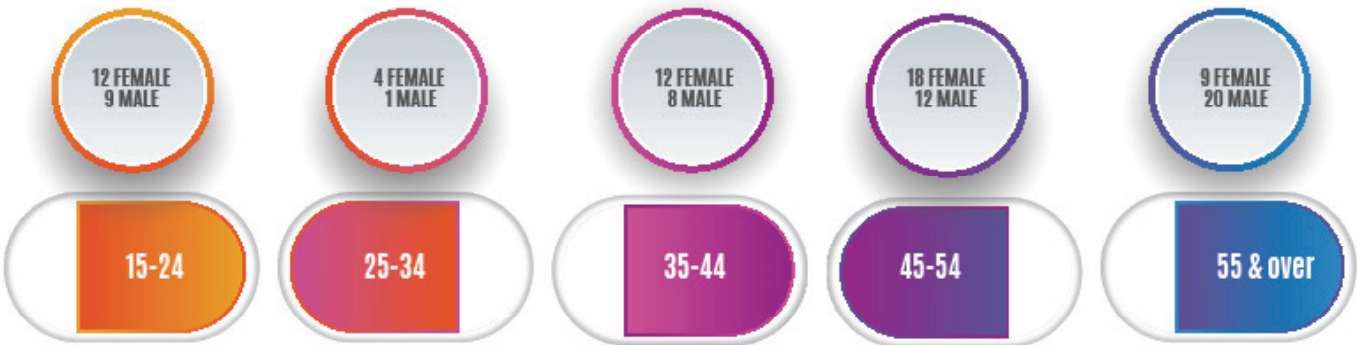 12 FEMALE
9 MALE
4 FEMALE
1 MALE
12 FEMALE
8 MALE
18 FEMALE
12 MALE
9 FEMALE
20 MALE
15-24
25-34
35-44
45-54
55 & over